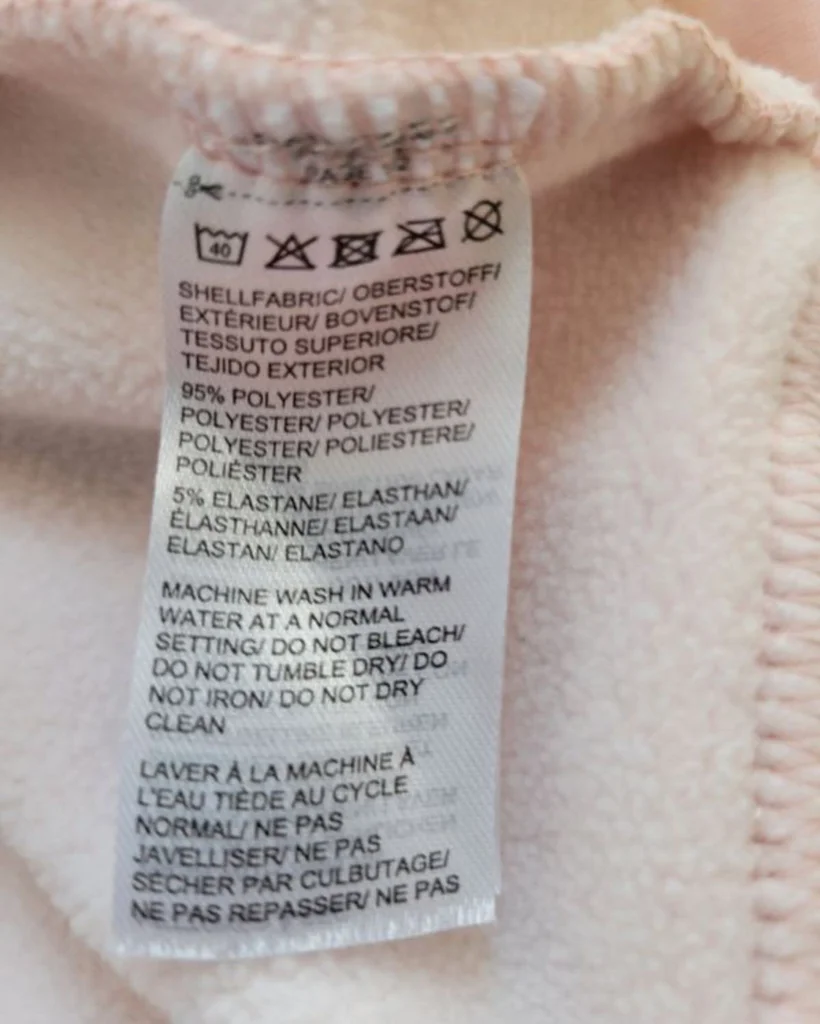 40
SHELLFABRIC/ OBERSTOFF/
EXTÉRIEUR/ BOVENSTOF/
TESSUTO SUPERIORE/
TEJIDO EXTERIOR
95% POLYESTER/
POLYESTER/ POLYESTER/
POLYESTER/ POLIESTERE/
POLIÉSTER
5% ELASTANE/ ELASTHAN/
ÉLASTHANNE/ ELASTAAN/
ELASTAN/ ELASTANO
MACHINE WASH IN WARM
WATER AT A NORMAL
SETTING/ DO NOT BLEACH/
DO NOT TUMBLE DRY/ DO
NOT IRON/ DO NOT DRY
CLEAN
LAVER À LA MACHINE À
L'EAU TIÈDE AU CYCLE
NORMAL/ NE PAS
JAVELLISER/ NE PAS
SÉCHER PAR CULBUTAGE/
NE PAS REPASSER/ NE PAS